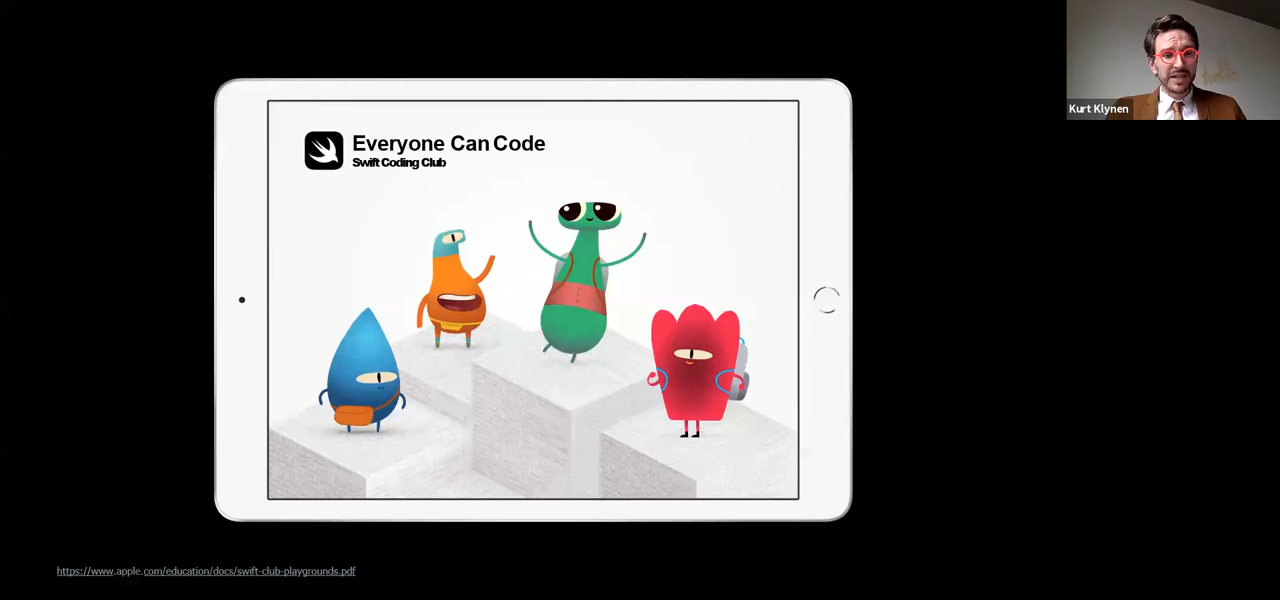 Everyone Can Code
Swift Coding Club
Kurt Klynen
https://www.apple.com/education/docs/swift-club-playgrounds.pdf